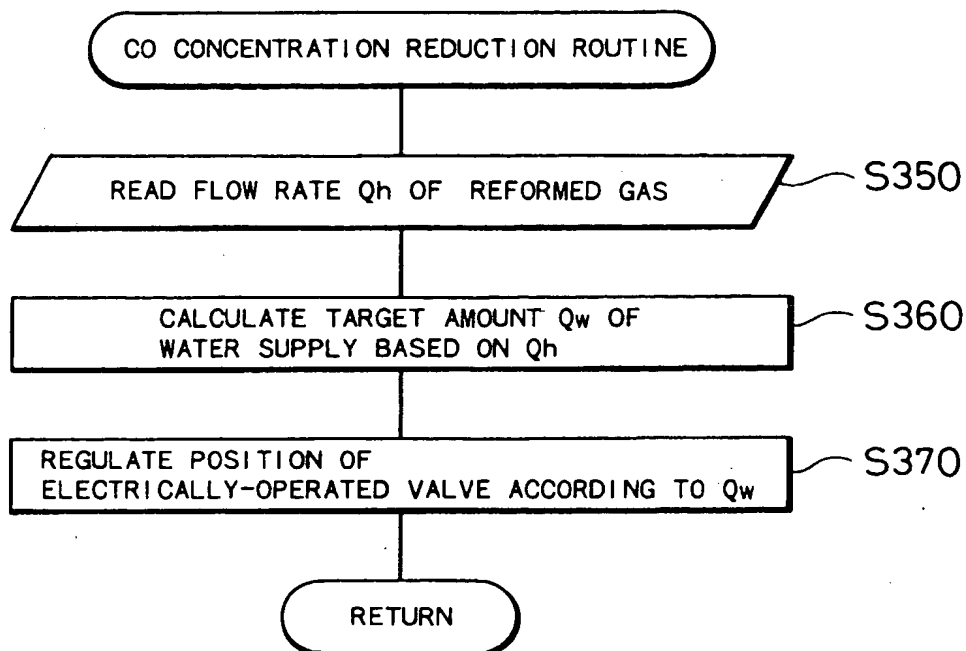 CO CONCENTRATION REDUCTION ROUTINE
READ FLOW RATE Qh OF REFORMED GAS
S350
CALCULATE TARGET AMOUNT Qw OF
WATER SUPPLY BASED ON Qh
S360
REGULATE POSITION OF
ELECTRICALLY-OPERATED VALVE ACCORDING TO Qw
S370
RETURN